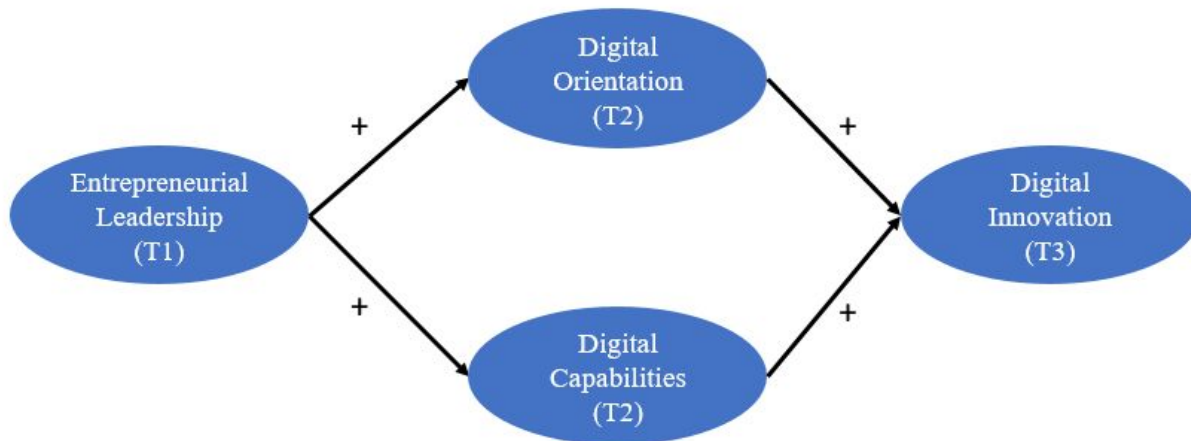 Digital
Orientation
(T2)
+
+
Entrepreneurial
Leadership
(T1)
Digital
Innovation
(T3)
+
+
Digital
Capabilities
(T2)